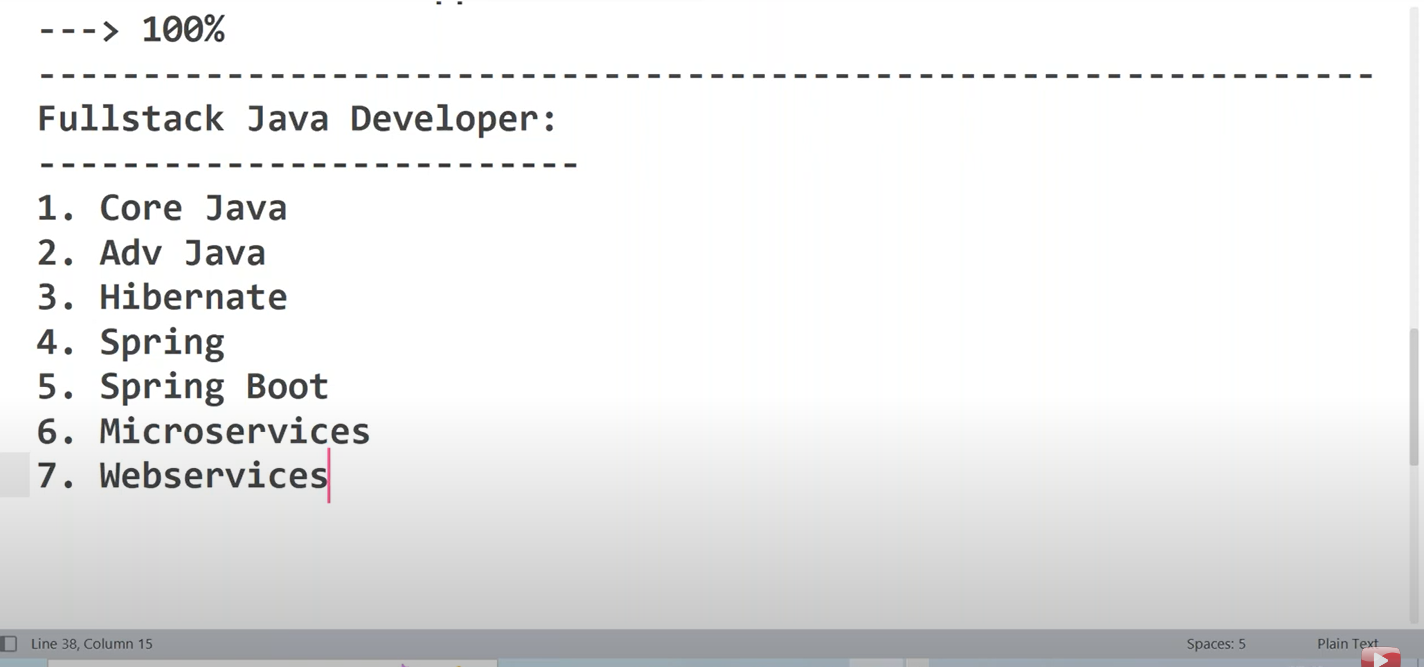 ---> 100%
----------------------------------------------------------------
Fullstack Java Developer:
--------------------------
1. Core Java
2. Adv Java
3. Hibernate
4. Spring
5. Spring Boot
6. Microservices
7. Webservices
Line 38, Column 15 Spaces: 5 Plain Text